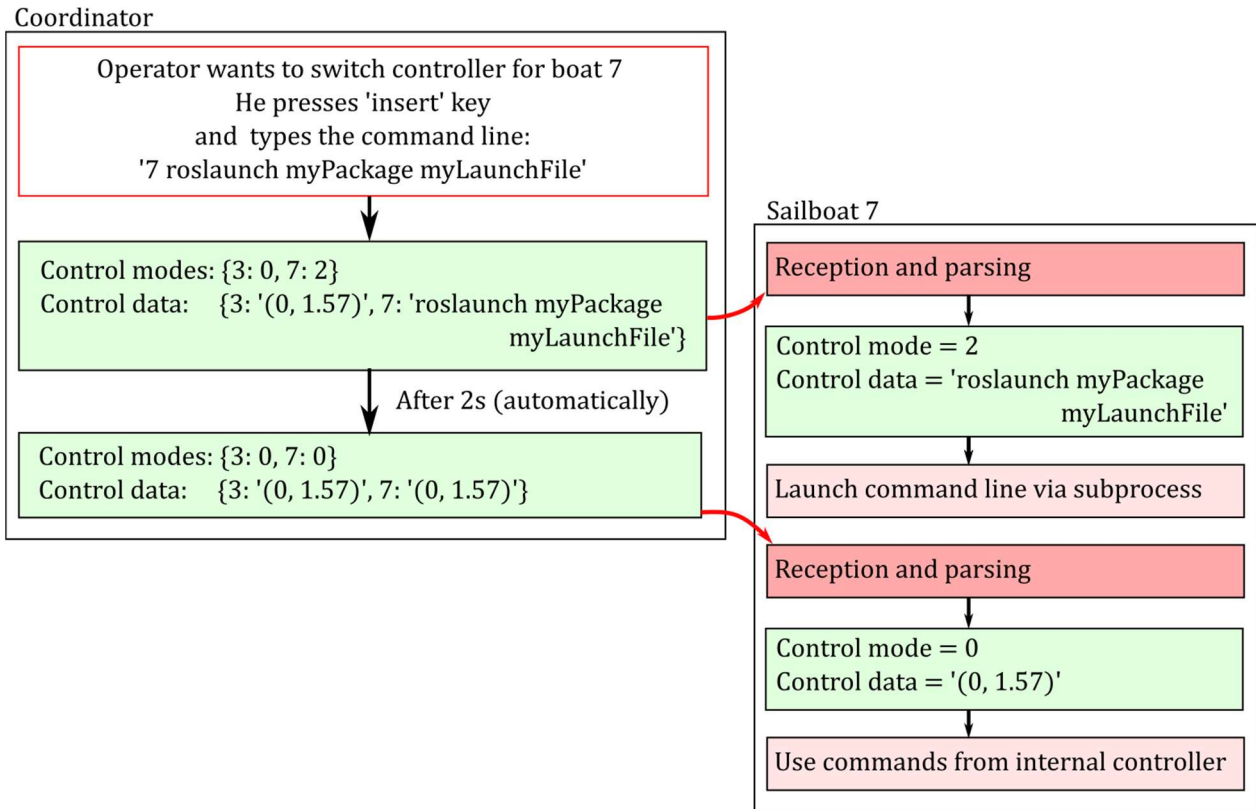 Coordinator
Operator wants to switch controller for boat 7
He presses 'insert' key
and types the command line:
'7 roslaunch myPackage myLaunchFile'
Control modes: {3: 0, 7: 2}
Control data: {3: '(0, 1.57)', 7: 'roslaunch myPackage
myLaunchFile'}
After 2s (automatically)
Control modes: {3: 0, 7: 0}
Control data: {3: '(0, 1.57)', 7: '(0, 1.57)'}
Sailboat 7
Reception and parsing
Control mode = 2
Control data = 'roslaunch myPackage
myLaunchFile'
Launch command line via subprocess
Reception and parsing
Control mode = 0
Control data = '(0, 1.57)'
Use commands from internal controller